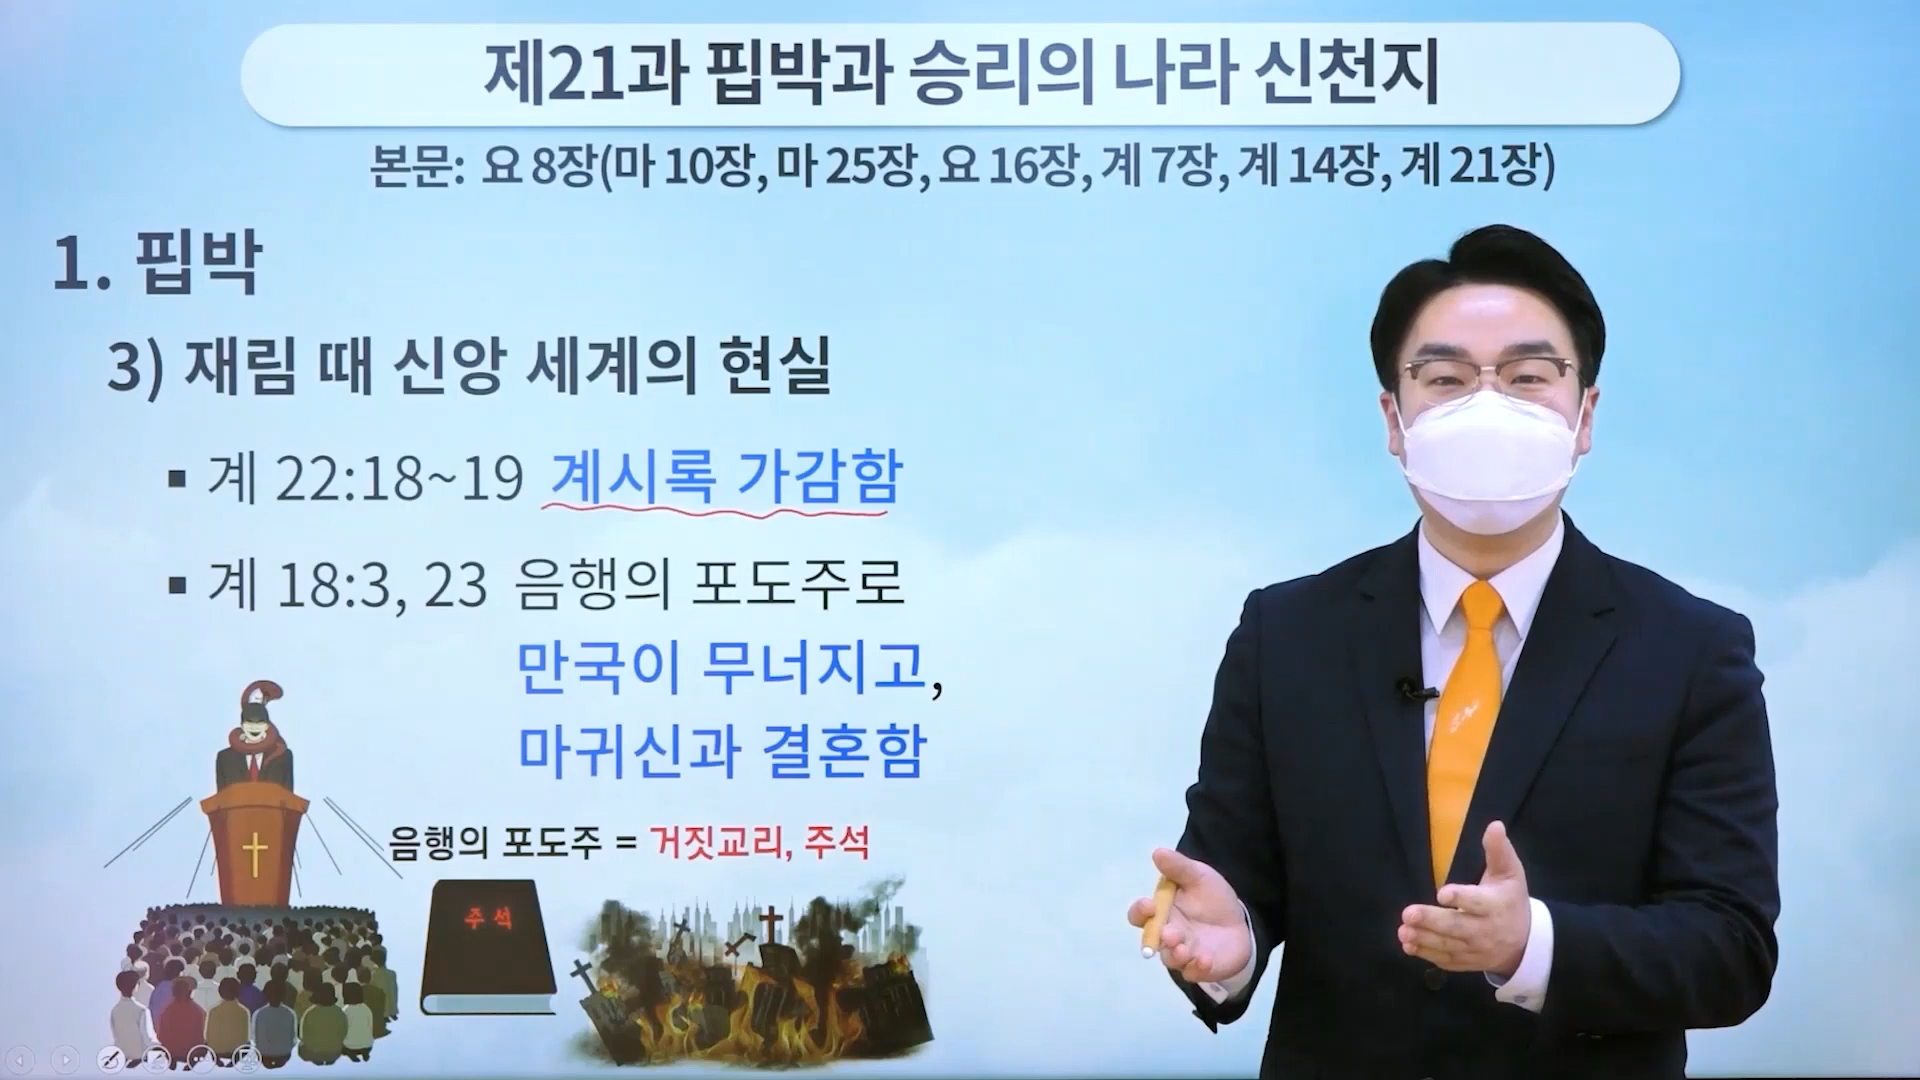 제21과 핍박과 승리의 나라 신천지
본문: 요 8장(마 10장, 마 25장, 요 16장, 계 7장, 계 14장, 계 21장)
1. 핍박
3) 재림 때 신앙 세계의 현실
▪ 계 22:18~19 계시록 가감함
▪ 계 18:3, 23 음행의 포도주로
만국이 무너지고,
마귀신과 결혼함
음행의 포도주 = 거짓교리, 주석
주석